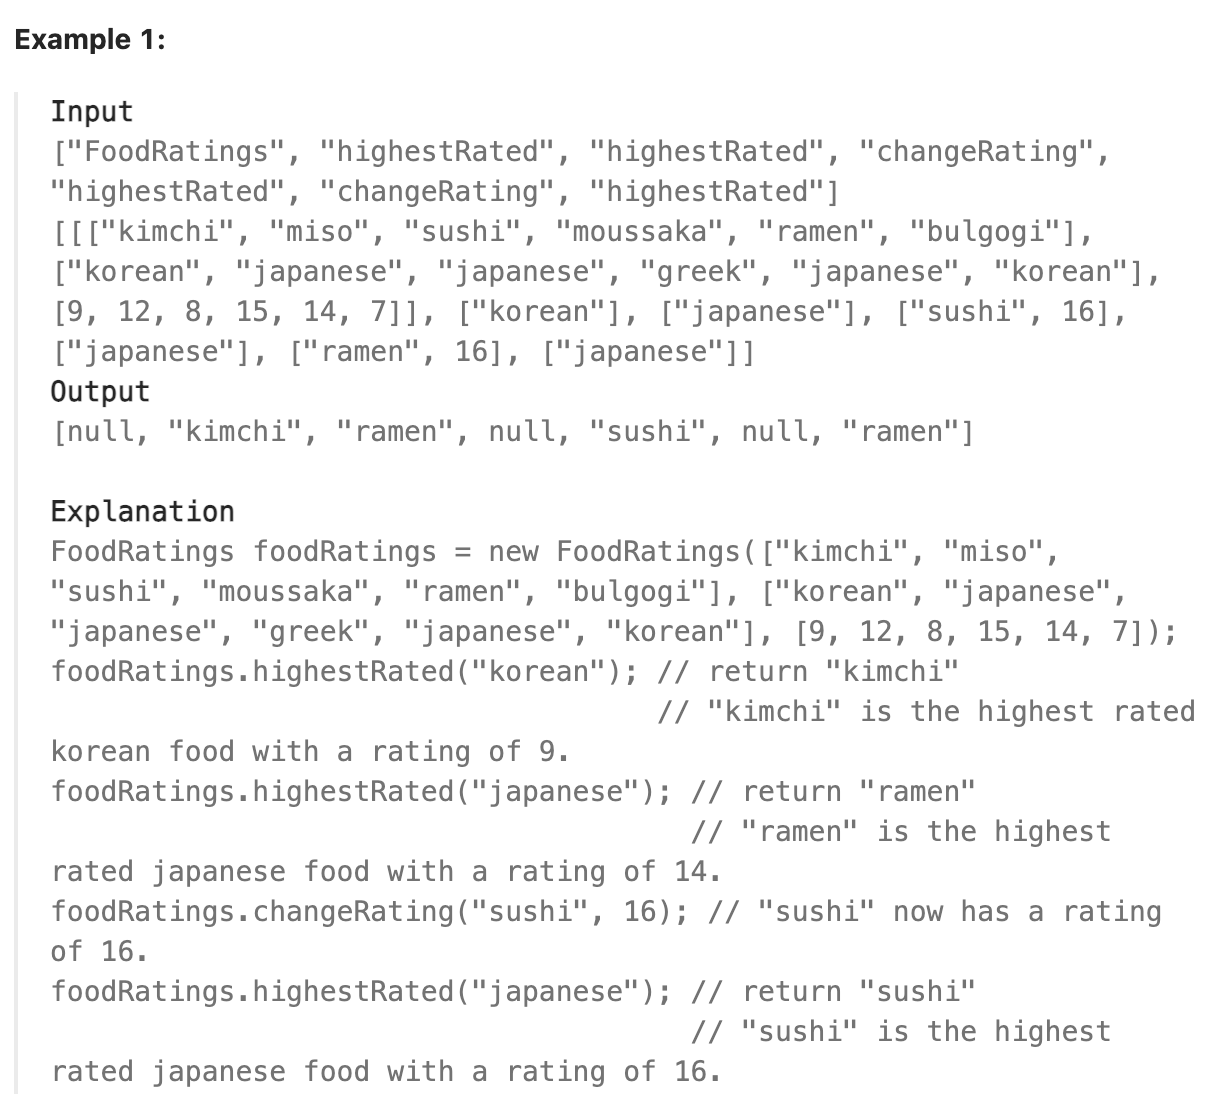 Example 1:
Input
["FoodRatings", "highestRated", "highestRated", "changeRating",
"highestRated", "changeRating", "highestRated"]
[[["kimchi", "miso", "sushi", "moussaka", "ramen", "bulgogi"],
["korean", "japanese", "japanese", "greek", "japanese", "korean"],
[9, 12, 8, 15, 14, 7]], ["korean"], ["japanese"], ["sushi", 16],
["japanese"], ["ramen", 16], ["japanese"]]
Output
[null, "kimchi", "ramen", null, "sushi", null, "ramen"]
Explanation
FoodRatings foodRatings = new FoodRatings(["kimchi", "miso",
"sushi", "moussaka", "ramen", "bulgogi"], ["korean", "japanese",
"japanese", "greek", "japanese", "korean"], [9, 12, 8, 15, 14, 7]);
foodRatings.highestRated("korean"); // return "kimchi"
// "kimchi" is the highest rated
korean food with a rating of 9.
foodRatings.highestRated("japanese"); // return "ramen"
// "ramen" is the highest
rated japanese food with a rating of 14.
foodRatings.changeRating("sushi", 16); // "sushi" now has a rating
of 16.
foodRatings.highestRated("japanese"); // return "sushi"
// "sushi" is the highest
rated japanese food with a rating of 16.